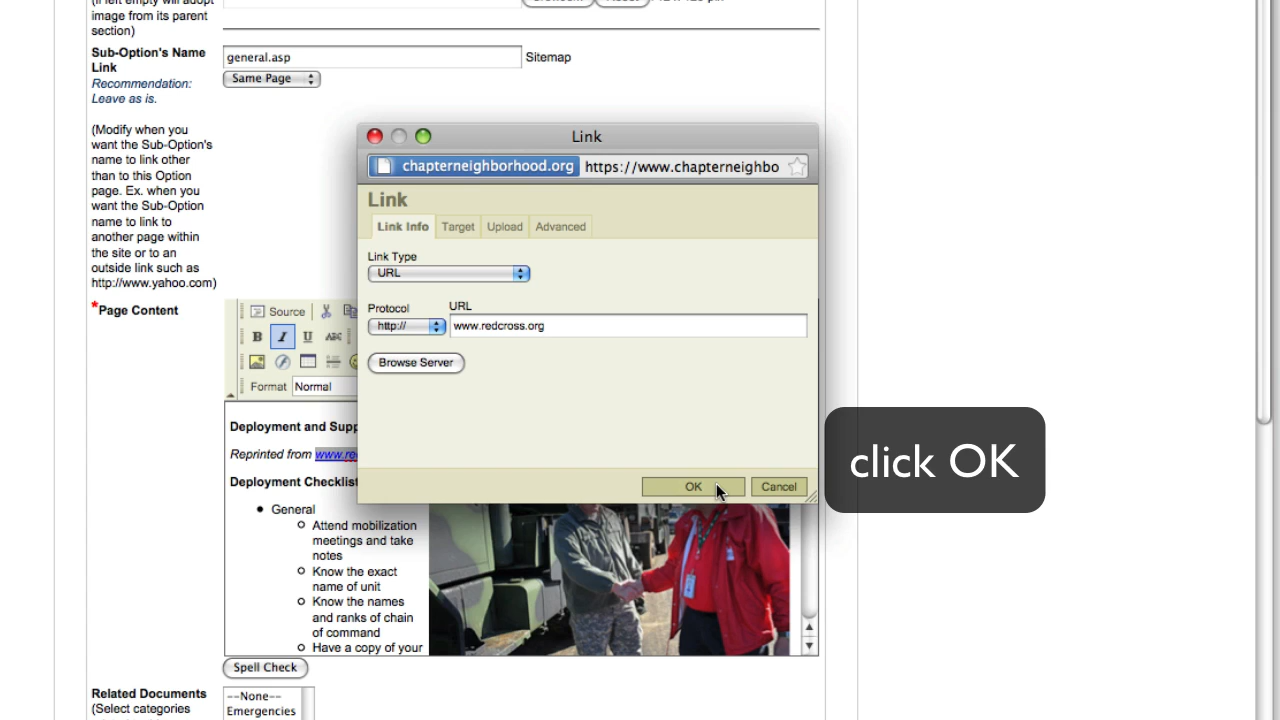 (if left empty will adopt
image from its parent
section)
Sub-Option's Name
Link
Recommendation:
Leave as is.
general.asp
Sitemap
Same Page
(Modify when you
want the Sub-Option's
name to link other
than to this Option
page. Ex. when you
want the Sub-Option
name to link to
another page within
the site or to an
outside link such as
http://www.yahoo.com)
*Page Content
Source
B I U ABC
Format Normal
Deployment and Supp
Reprinted from www.re
Deployment Checklist
General
Attend mobilization
meetings and take
notes
Know the exact
name of unit
Know the names
and ranks of chain
of command
Have a copy of your
Spell Check
Related Documents
(Select categories
--None--
Emergencies
Link
chapterneighborhood.org https://www.chapterneighbo
Link
Link Info Target Upload Advanced
Link Type
URL
Protocol URL
http:// www.redcross.org
Browse Server
OK Cancel
click OK